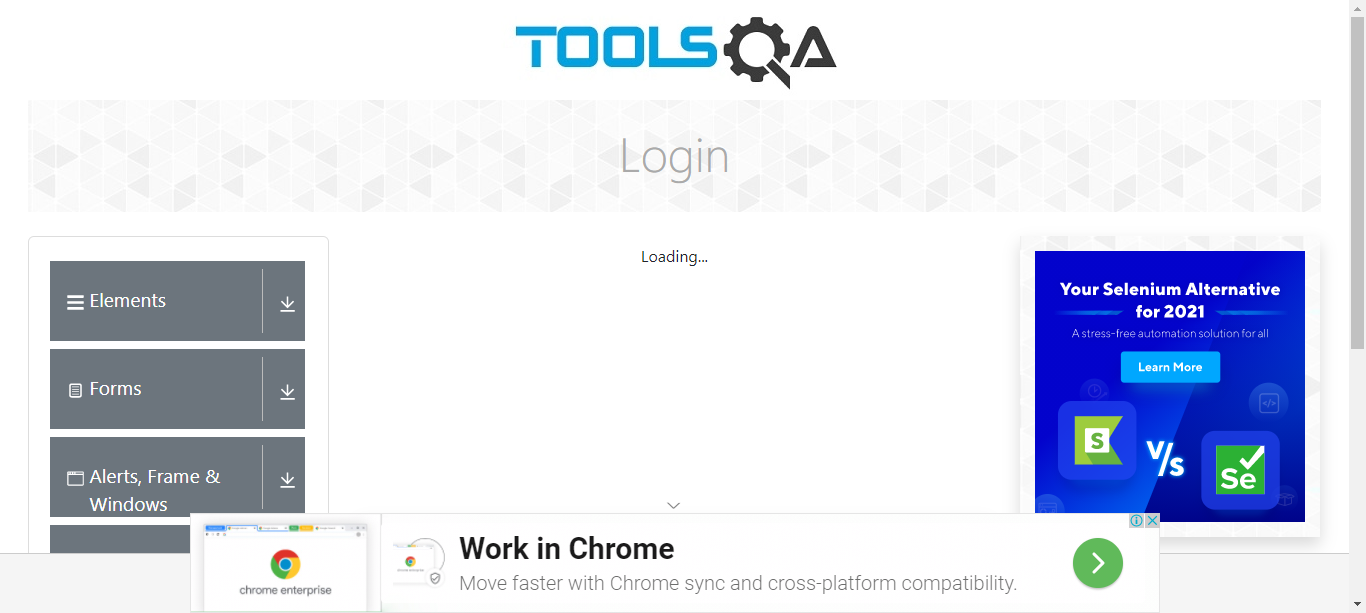 TOOLSQA
Login
Elements
Forms
Alerts, Frame &
Windows
Loading...
Your Selenium Alternative
for 2021
A stress-free automation solution for all
Learn More
S
V/s
Se
chrome enterprise
Work in Chrome
Move faster with Chrome sync and cross-platform compatibility.